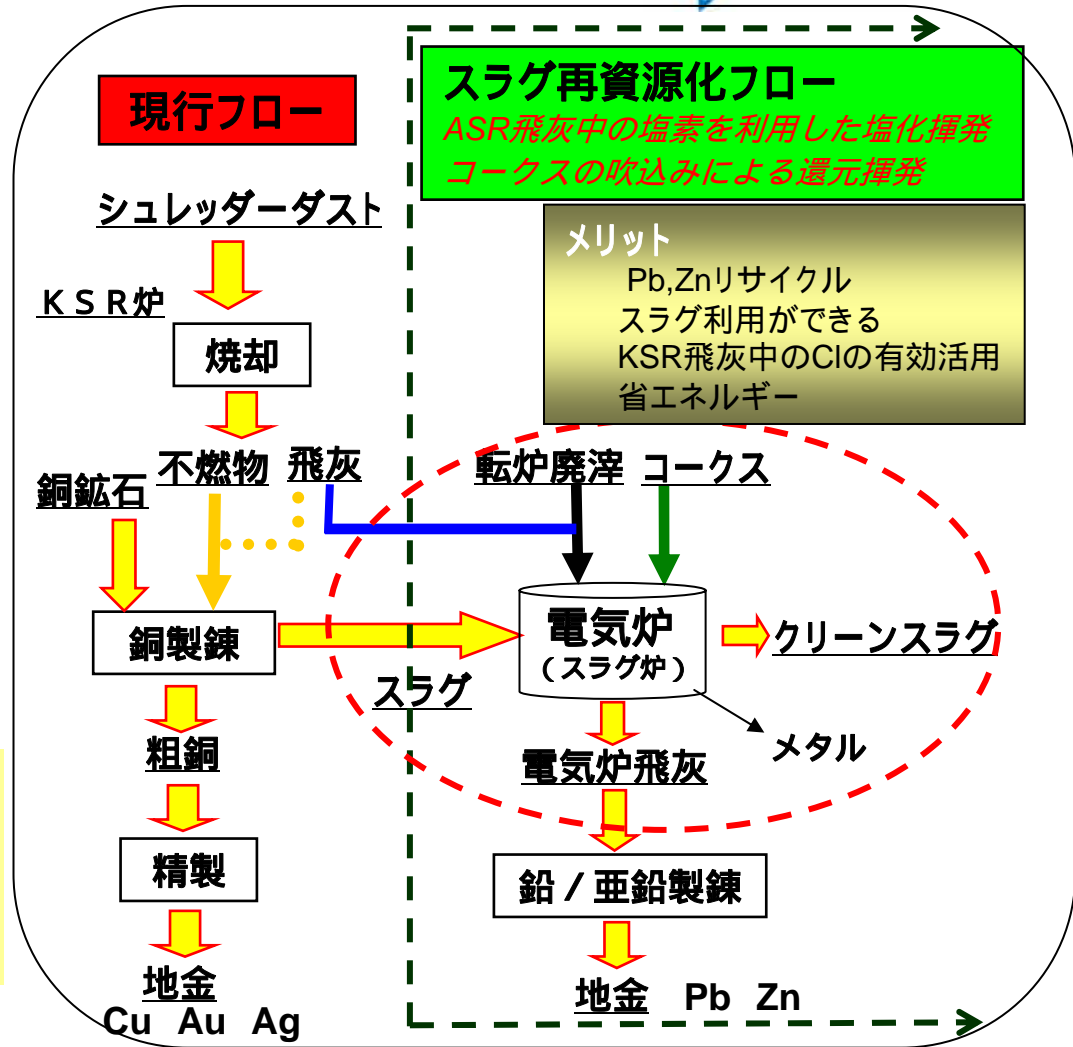 現行フロー
スラグ再資源化フロー
ASR飛灰中の塩素を利用した塩化揮発
コークスの吹込みによる還元揮発
シュレッダーダスト
メリット
Pb,Znリサイクル
スラグ利用ができる
KSR飛灰中のClの有効活用
省エネルギー
ＫＳＲ炉
焼却
銅鉱石
不燃物
飛灰
転炉廃滓
コークス
銅製錬
スラグ
電気炉
（スラグ炉）
クリーンスラグ
メタル
粗銅
電気炉飛灰
精製
鉛／亜鉛製錬
地金
Cu Au Ag
地金 Pb Zn